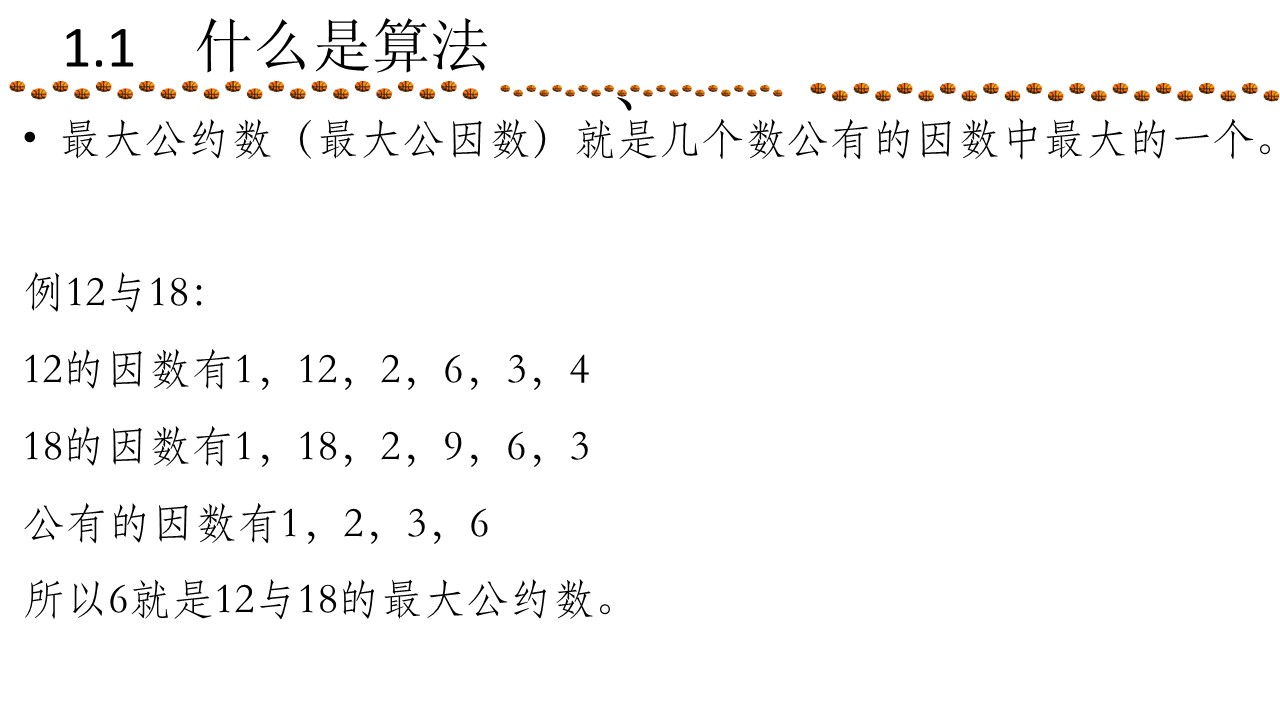 1.1 什么是算法
、
• 最大公约数（最大公因数）就是几个数公有的因数中最大的一个。
例12与18：
12的因数有1，12，2，6，3，4
18的因数有1，18，2，9，6，3
公有的因数有1，2，3，6
所以6就是12与18的最大公约数。